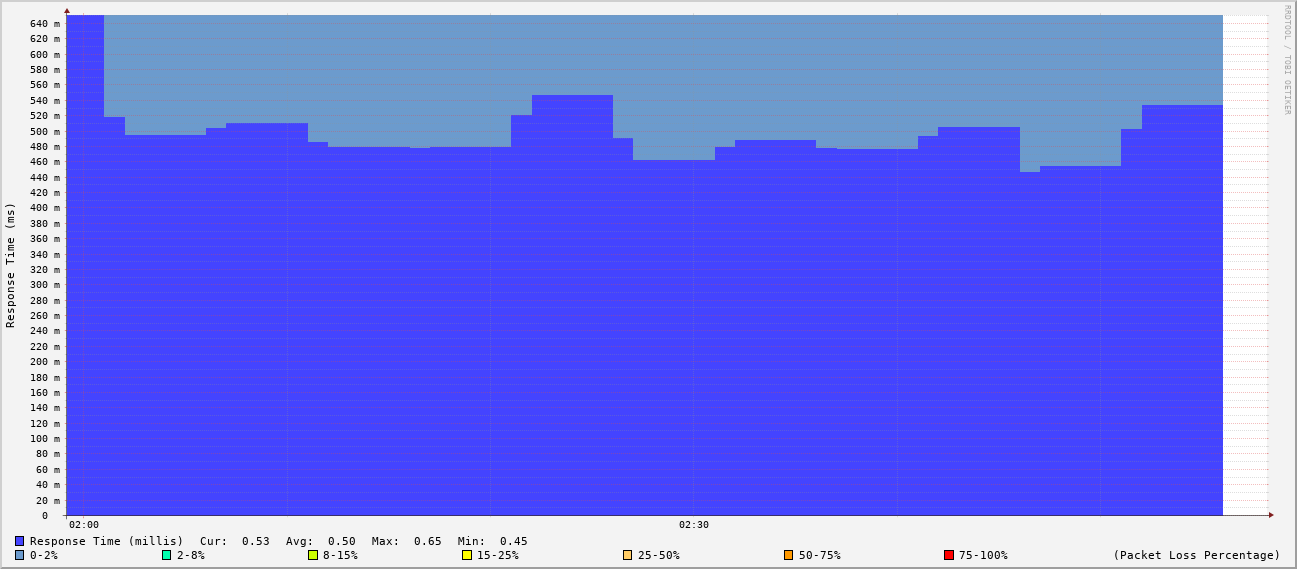 RRDTOOL / TOBI OETIKER
Response Time (ms)
640 m
620 m
600 m
580 m
560 m
540 m
520 m
500 m
480 m
460 m
440 m
420 m
400 m
380 m
360 m
340 m
320 m
300 m
280 m
260 m
240 m
220 m
200 m
180 m
160 m
140 m
120 m
100 m
80 m
60 m
40 m
20 m
0
02:00 02:30
Response Time (millis) Cur: 0.53 Avg: 0.50 Max: 0.65 Min: 0.45
0-2% 2-8% 8-15% 15-25% 25-50% 50-75% 75-100% (Packet Loss Percentage)